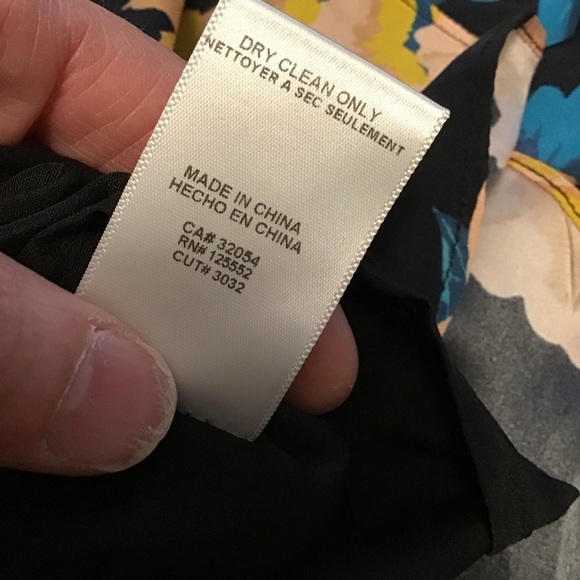 DRY CLEAN ONLY
NETTOYER A SEC SEULEMENT
MADE IN CHINA
HECHO EN CHINA
CA# 32054
RN# 125552
CUT# 3032